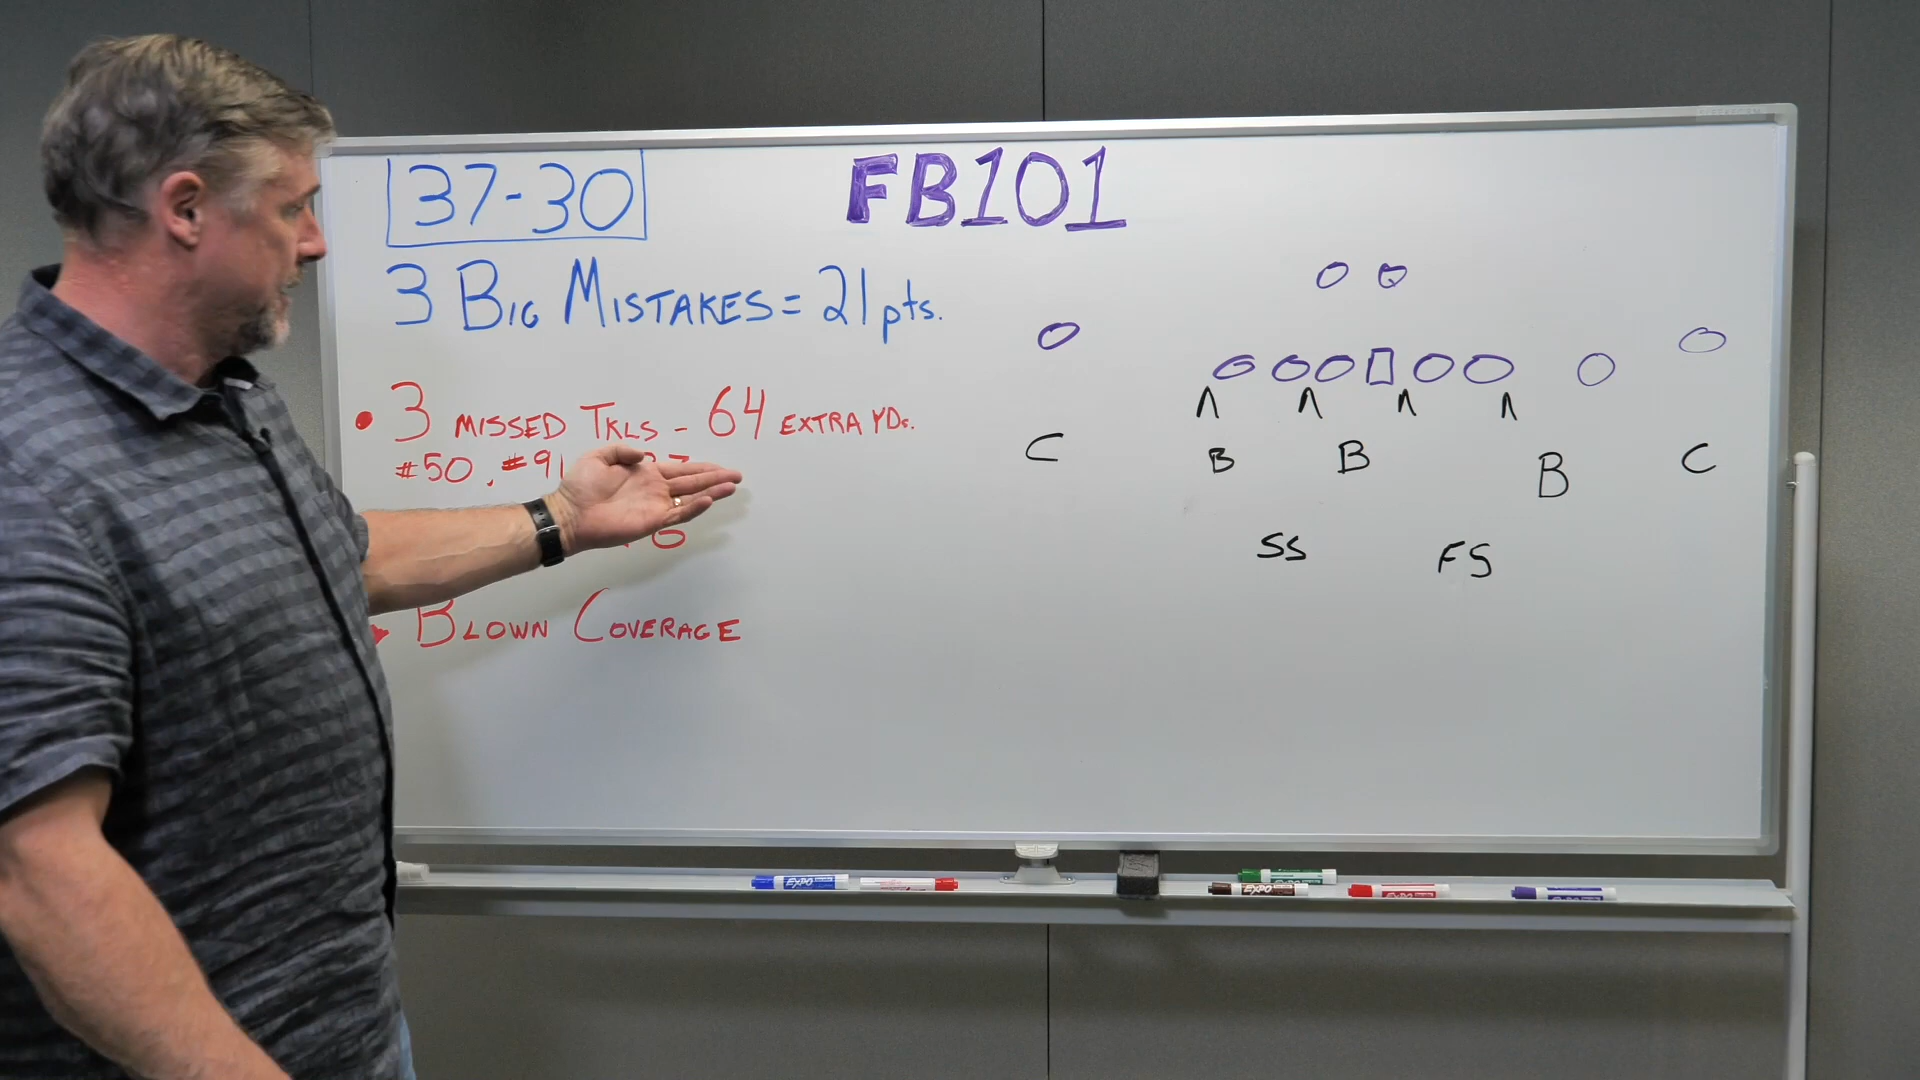 37-30
FB101
3 BIG MISTAKES = 21 pts.
• 3 MISSED TKLS - 64 EXTRA YDs.
#50, #91
BLOWN COVERAGE
C B B B C
SS FS
EXPO
EXPO